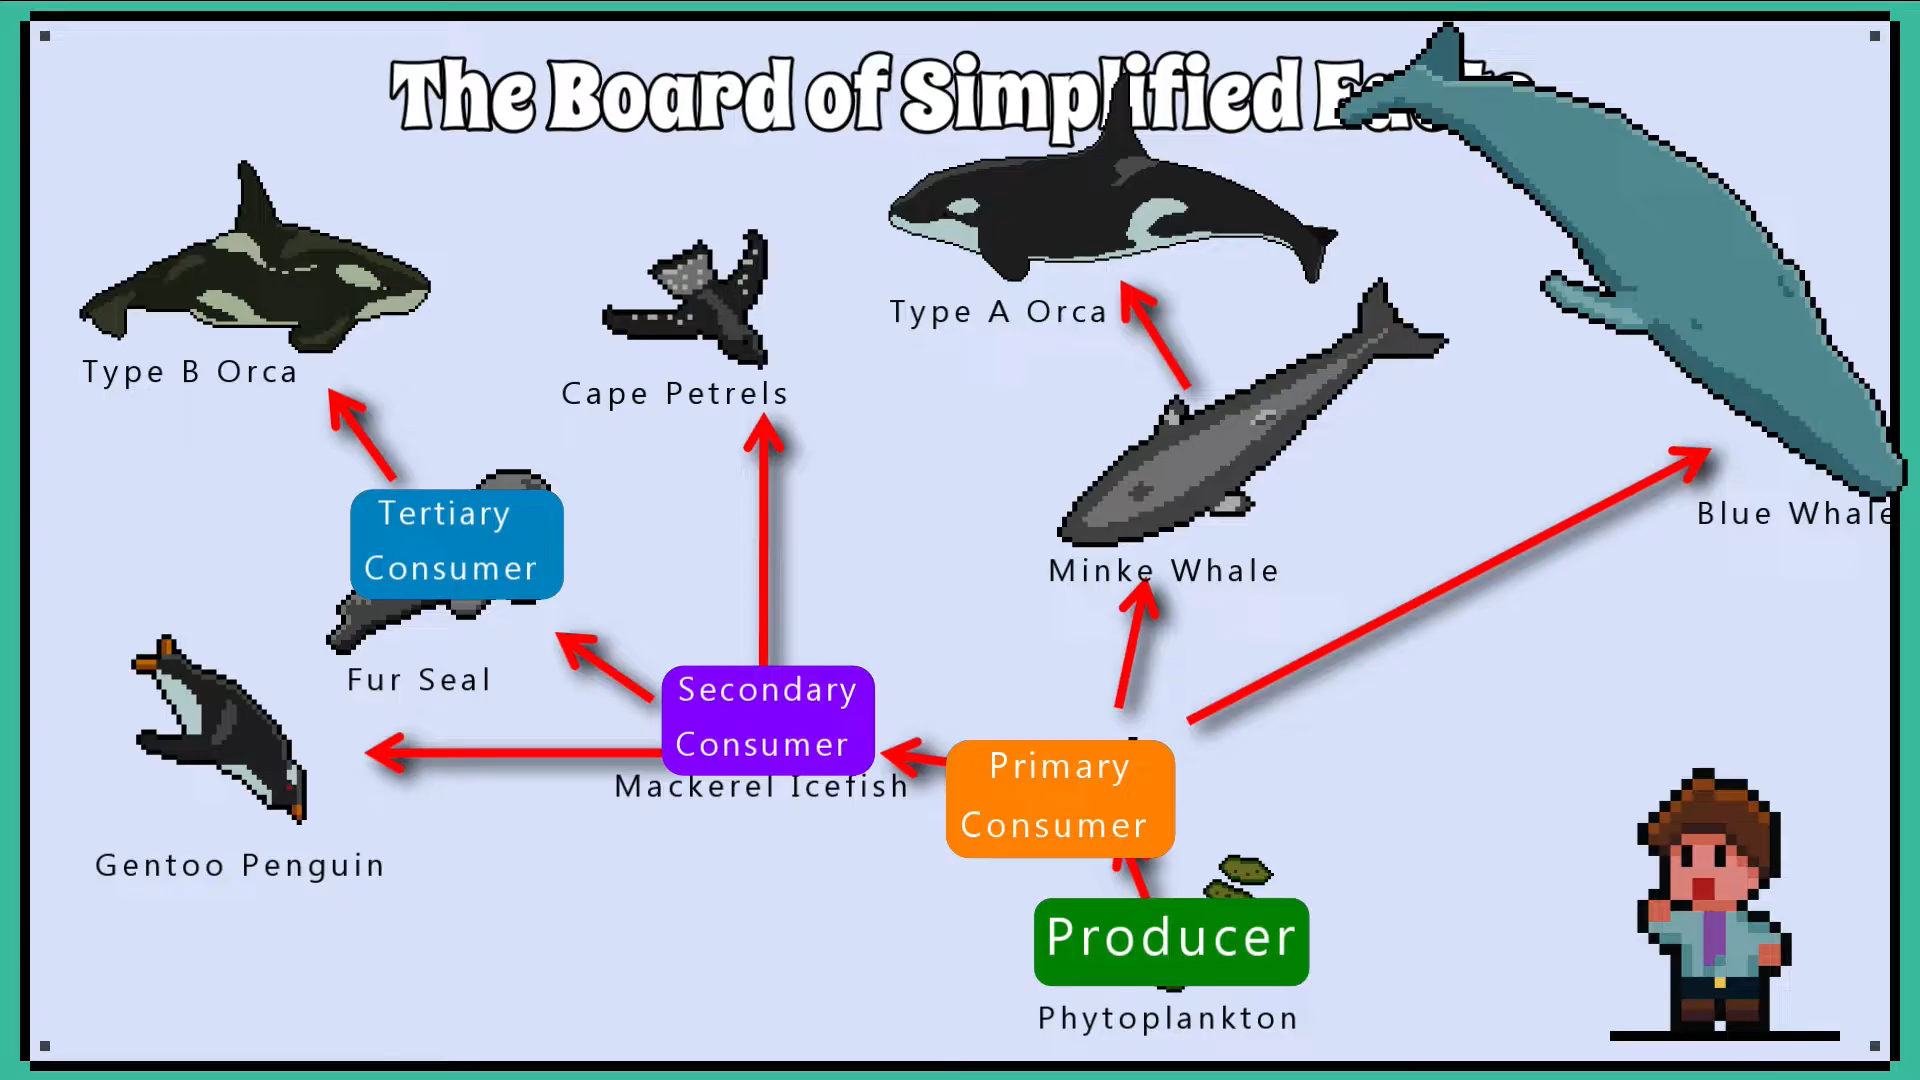 The Board of Simplified
Type A Orca
Type B Orca
Cape Petrels
Blue Whale
Tertiary
Consumer
Minke Whale
Fur Seal
Secondary
Consumer
Mackerel Icefish
Primary
Consumer
Gentoo Penguin
Producer
Phytoplankton